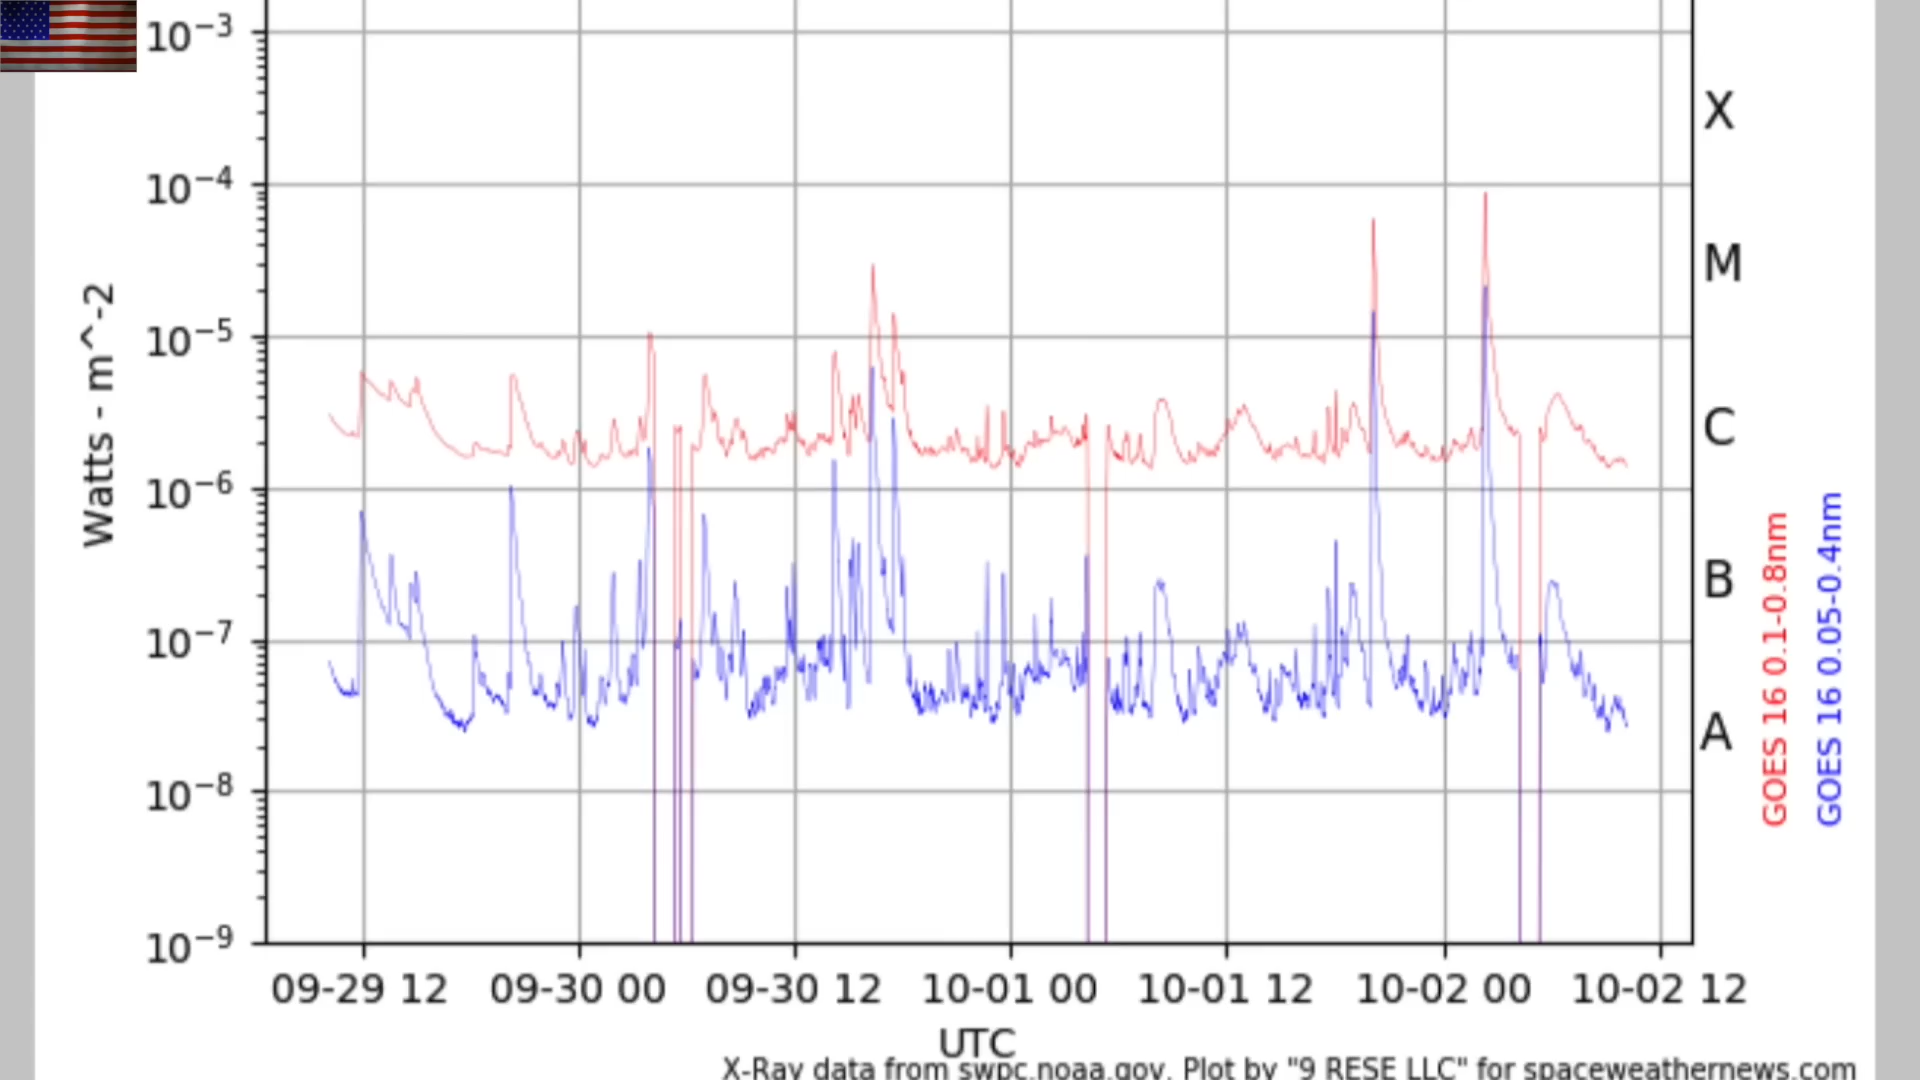 10−3
10−4
10−5
10−6
10−7
10−8
10−9
Watts - m^-2
X
M
C
B
A
GOES 16 0.1-0.8nm
GOES 16 0.05-0.4nm
09-29 12 09-30 00 09-30 12 10-01 00 10-01 12 10-02 00 10-02 12
UTC
X-Ray data from swpc.noaa.gov. Plot by "9 RESE LLC" for spaceweathernews.com